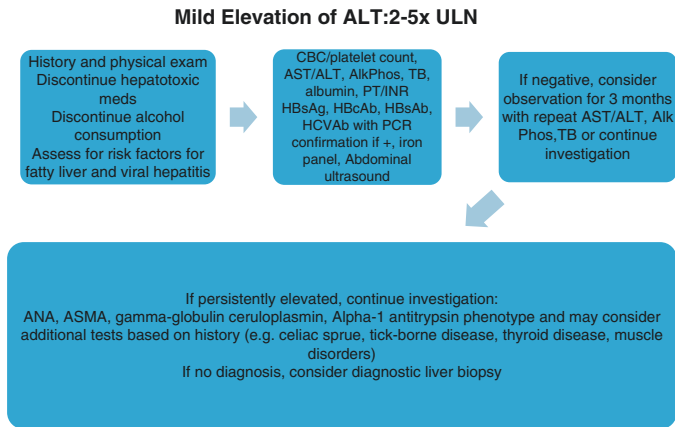 Mild Elevation of ALT:2-5x ULN
History and physical exam
Discontinue hepatotoxic
meds
Discontinue alcohol
consumption
Assess for risk factors for
fatty liver and viral hepatitis
CBC/platelet count,
AST/ALT, AlkPhos, TB,
albumin, PT/INR
HBsAg, HBcAb, HBsAb,
HCVAb with PCR
confirmation if +, iron
panel, Abdominal
ultrasound
If negative, consider
observation for 3 months
with repeat AST/ALT, Alk
Phos,TB or continue
investigation
If persistently elevated, continue investigation:
ANA, ASMA, gamma-globulin ceruloplasmin, Alpha-1 antitrypsin phenotype and may consider
additional tests based on history (e.g. celiac sprue, tick-borne disease, thyroid disease, muscle
disorders)
If no diagnosis, consider diagnostic liver biopsy